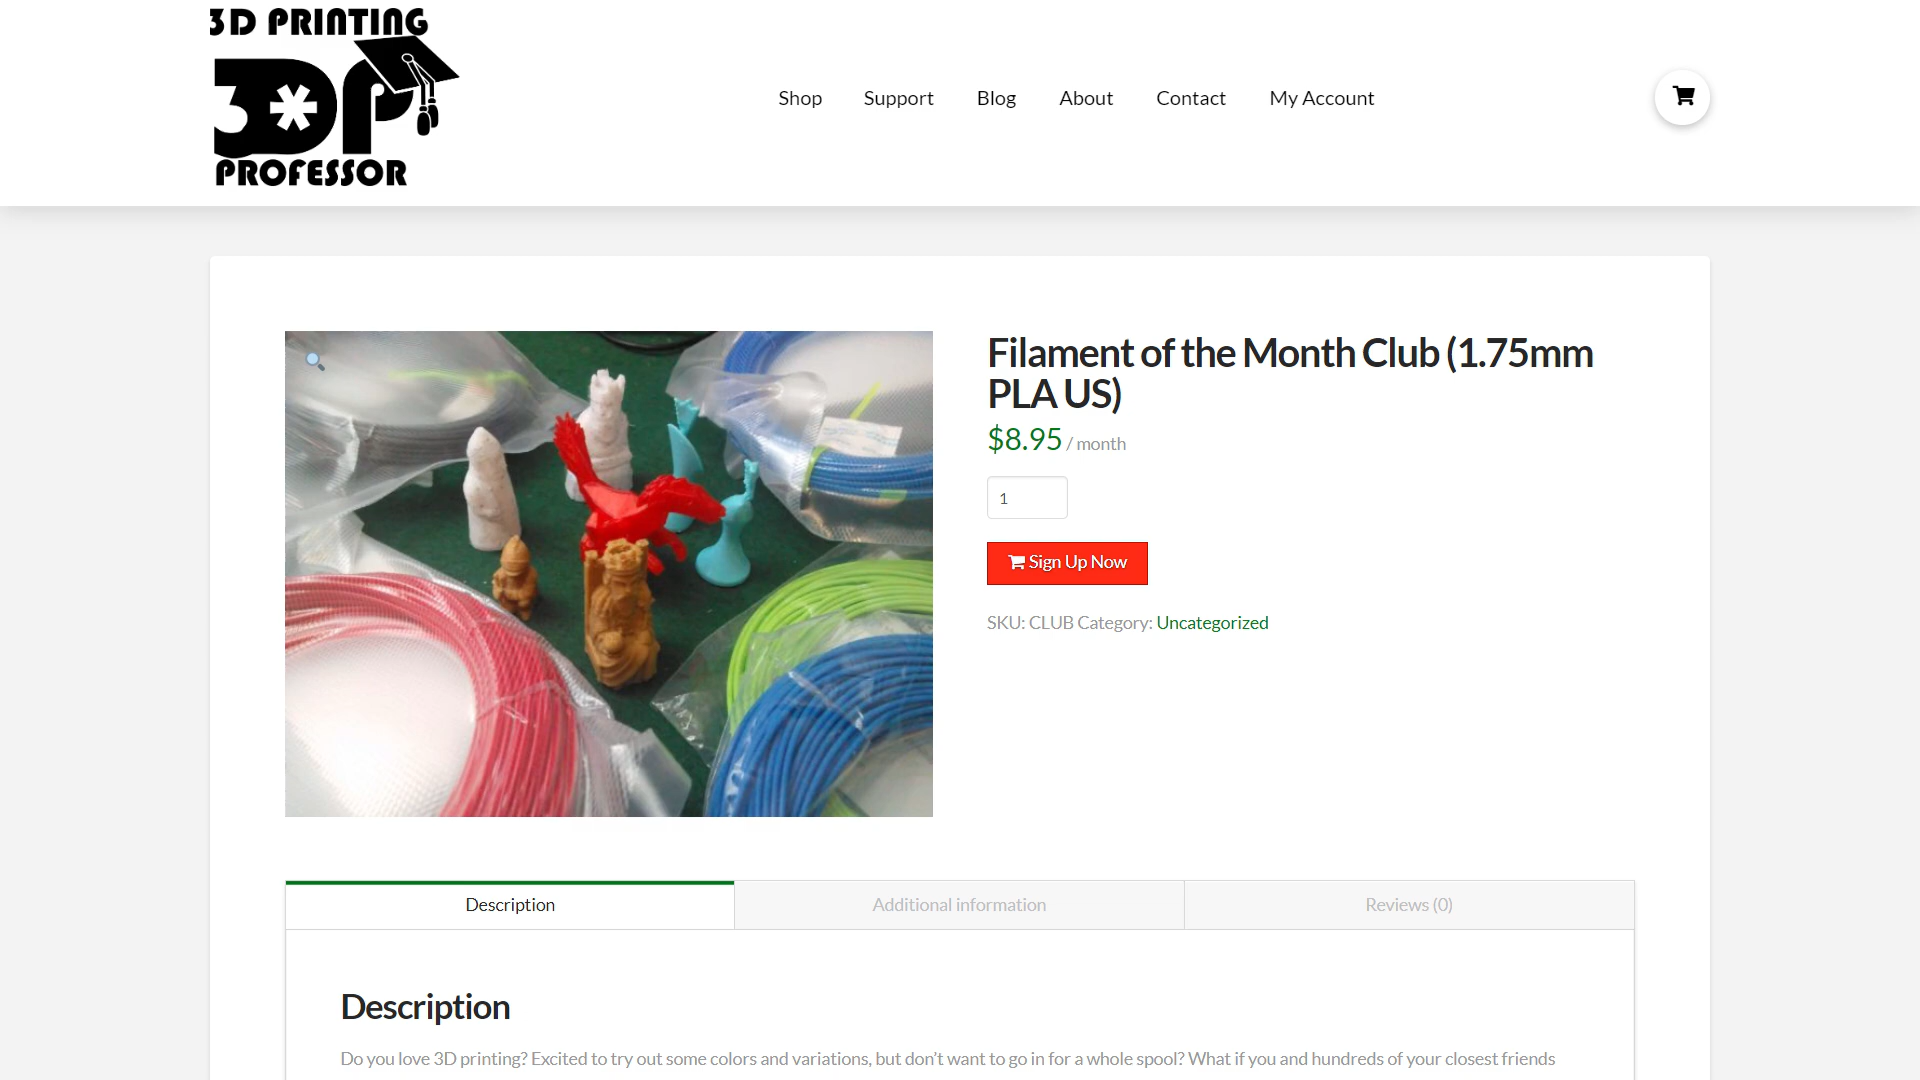 3D PRINTING
3DP
PROFESSOR
Shop Support Blog About Contact My Account
Filament of the Month Club (1.75mm
PLA US)
$8.95 / month
1
Sign Up Now
SKU: CLUB Category: Uncategorized
Description Additional information Reviews (0)
Description
Do you love 3D printing? Excited to try out some colors and variations, but don’t want to go in for a whole spool? What if you and hundreds of your closest friends